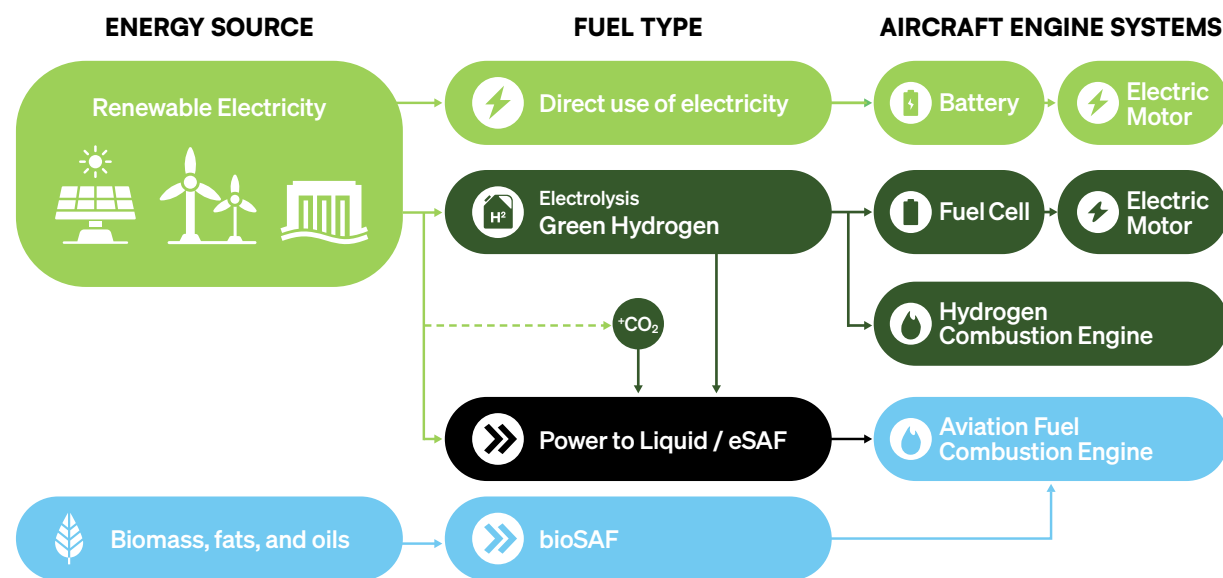 ENERGY SOURCE
FUEL TYPE
AIRCRAFT ENGINE SYSTEMS
Renewable Electricity
Direct use of electricity
Battery
Electric
Motor
H²
Electrolysis
Green Hydrogen
Fuel Cell
Electric
Motor
Hydrogen
Combustion Engine
+CO₂
Power to Liquid / eSAF
Aviation Fuel
Combustion Engine
Biomass, fats, and oils
bioSAF